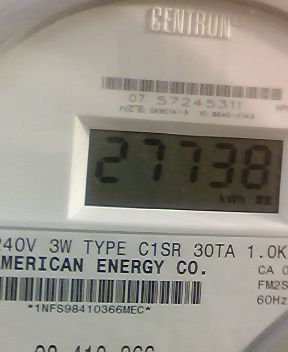 CENTRON
07 57245311
27738
kWh
240V 3W TYPE C1SR 30TA 1.0K
AMERICAN ENERGY CO.
CA 0
FM2S
60Hz
*1NFS98410366MEC*